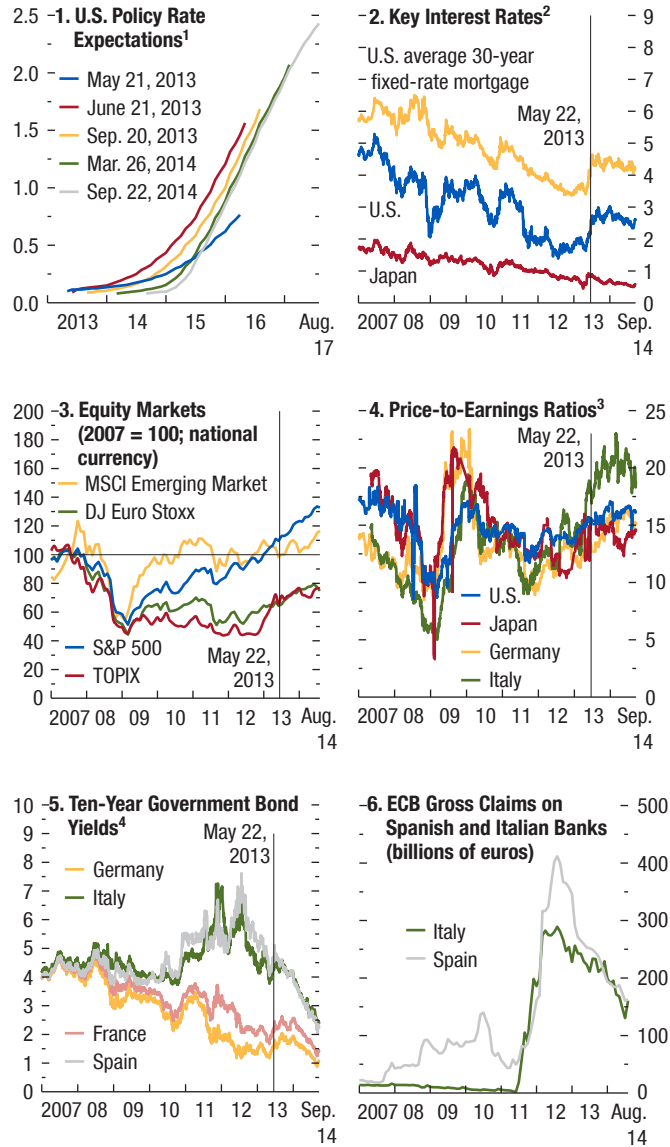 1. U.S. Policy Rate
Expectations¹
2.5
2.0
1.5
1.0
0.5
0.0
May 21, 2013
June 21, 2013
Sep. 20, 2013
Mar. 26, 2014
Sep. 22, 2014
2013 14 15 16 Aug.
17
2. Key Interest Rates²
9
8
7
6
5
4
3
2
1
0
U.S. average 30-year
fixed-rate mortgage
May 22,
2013
U.S.
Japan
2007 08 09 10 11 12 13 Sep.
14
3. Equity Markets
(2007 = 100; national
currency)
200
180
160
140
120
100
80
60
40
20
0
MSCI Emerging Market
DJ Euro Stoxx
S&P 500
TOPIX
May 22,
2013
2007 08 09 10 11 12 13 Aug.
14
4. Price-to-Earnings Ratios³
25
20
15
10
5
0
May 22,
2013
U.S.
Japan
Germany
Italy
2007 08 09 10 11 12 13 Sep.
14
5. Ten-Year Government Bond
Yields⁴
10
9
8
7
6
5
4
3
2
1
0
May 22,
2013
Germany
Italy
France
Spain
2007 08 09 10 11 12 13 Sep.
14
6. ECB Gross Claims on
Spanish and Italian Banks
(billions of euros)
500
400
300
200
100
0
Italy
Spain
2007 08 09 10 11 12 13 Aug.
14